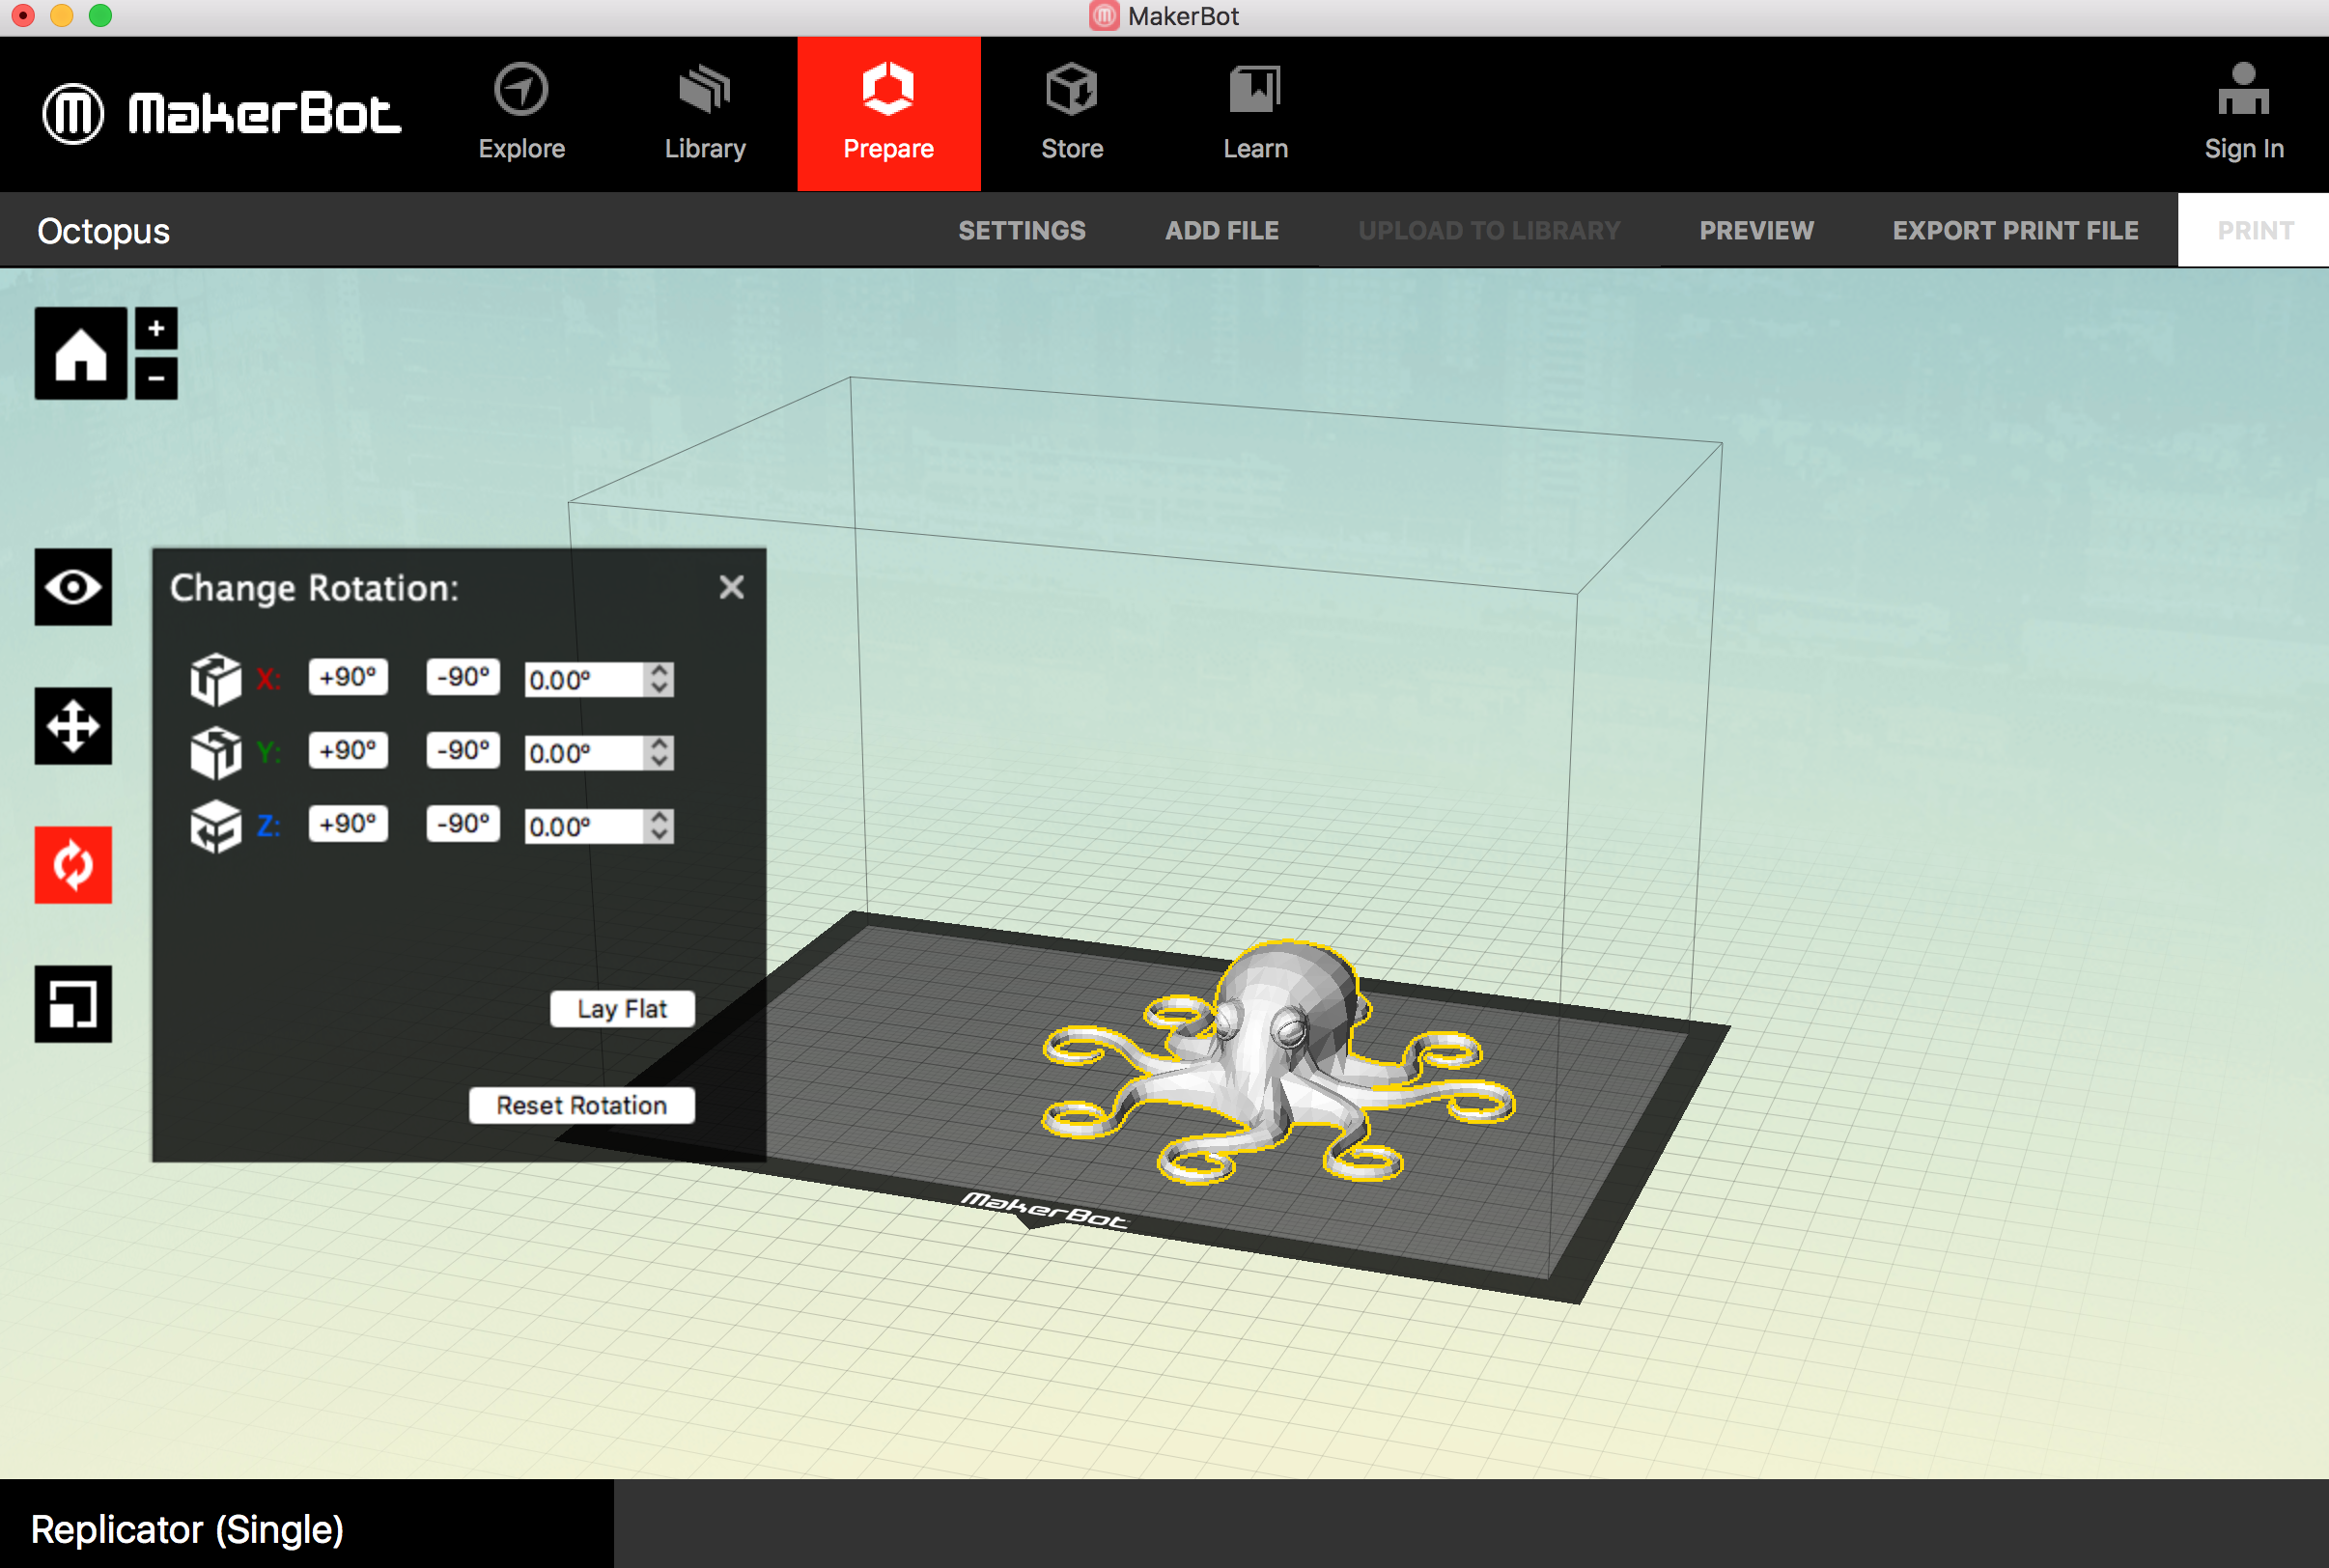 MakerBot
MakerBot
Explore
Library
Prepare
Store
Learn
Sign In
Octopus
SETTINGS
ADD FILE
UPLOAD TO LIBRARY
PREVIEW
EXPORT PRINT FILE
PRINT
+
-
Change Rotation:
X: +90° -90° 0.00°
Y: +90° -90° 0.00°
Z: +90° -90° 0.00°
Lay Flat
Reset Rotation
MakerBot
Replicator (Single)